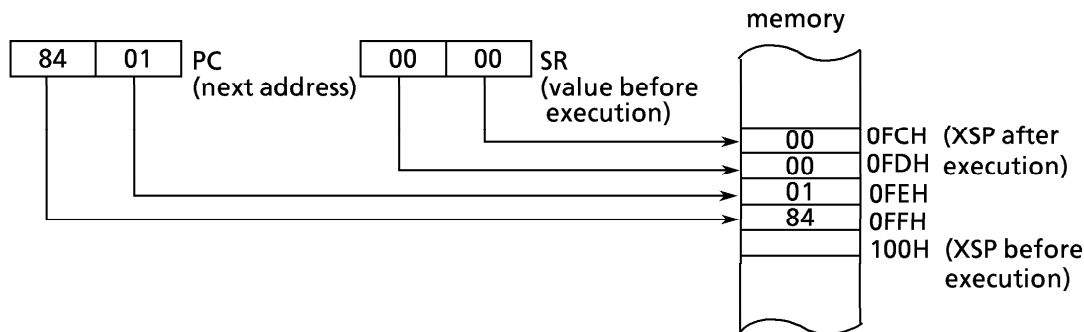 memory
84 01 PC
(next address)
00 00 SR
(value before
execution)
00 0FCH (XSP after
00 0FDH execution)
01 0FEH
84 0FFH
100H (XSP before
execution)